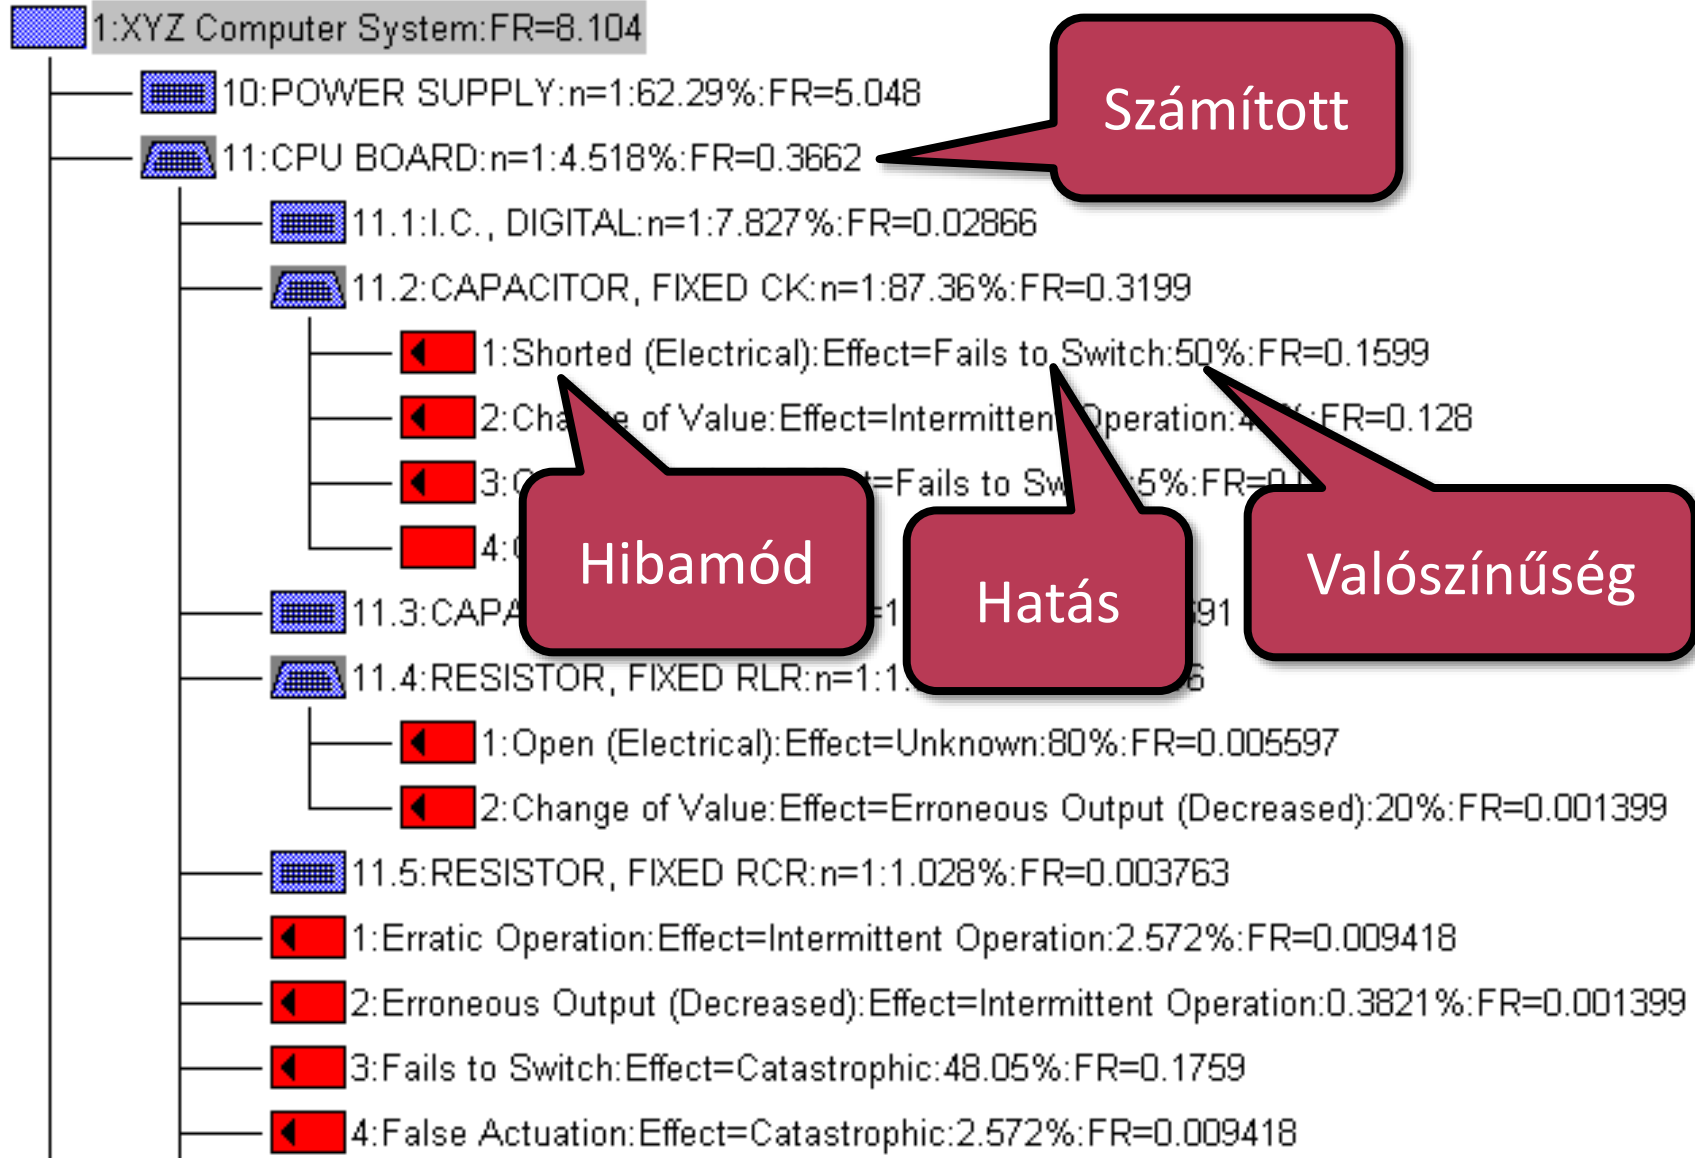 1:XYZ Computer System:FR=8.104
10:POWER SUPPLY:n=1:62.29%:FR=5.048
Számított
11:CPU BOARD:n=1:4.518%:FR=0.3662
11.1:I.C., DIGITAL:n=1:7.827%:FR=0.02866
11.2:CAPACITOR, FIXED CK:n=1:87.36%:FR=0.3199
1:Shorted (Electrical):Effect=Fails to Switch:50%:FR=0.1599
2:Change of Value:Effect=Intermittent Operation: FR=0.128
3: =Fails to :5%:FR=
4:
Hibamód
Hatás
Valószínűség
11.3:
11.4:RESISTOR, FIXED RLR:n=1:1.
1:Open (Electrical):Effect=Unknown:80%:FR=0.005597
2:Change of Value:Effect=Erroneous Output (Decreased):20%:FR=0.001399
11.5:RESISTOR, FIXED RCR:n=1:1.028%:FR=0.003763
1:Erratic Operation:Effect=Intermittent Operation:2.572%:FR=0.009418
2:Erroneous Output (Decreased):Effect=Intermittent Operation:0.3821%:FR=0.001399
3:Fails to Switch:Effect=Catastrophic:48.05%:FR=0.1759
4:False Actuation:Effect=Catastrophic:2.572%:FR=0.009418